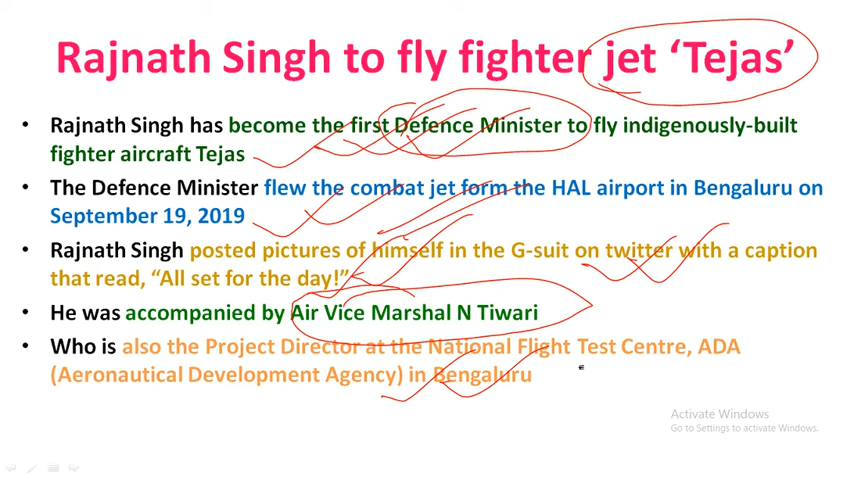 Rajnath Singh to fly fighter jet ‘Tejas’
• Rajnath Singh has become the first Defence Minister to fly indigenously-built
fighter aircraft Tejas
• The Defence Minister flew the combat jet form the HAL airport in Bengaluru on
September 19, 2019
• Rajnath Singh posted pictures of himself in the G-suit on twitter with a caption
that read, “All set for the day!”
• He was accompanied by Air Vice Marshal N Tiwari
• Who is also the Project Director at the National Flight Test Centre, ADA
(Aeronautical Development Agency) in Bengaluru
Activate Windows
Go to Settings to activate Windows.